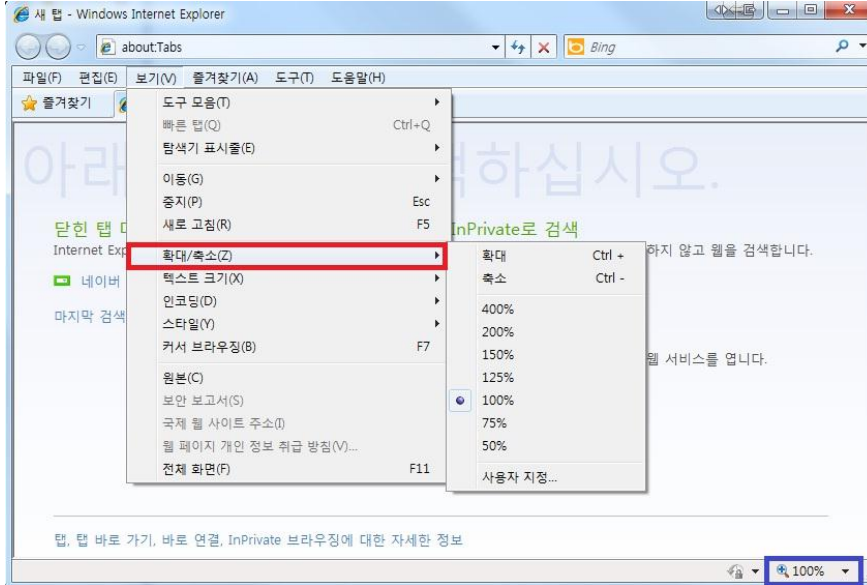 새 탭 - Windows Internet Explorer
about:Tabs
Bing
파일(F) 편집(E) 보기(V) 즐겨찾기(A) 도구(T) 도움말(H)
즐겨찾기
도구 모음(T)
빠른 탭(Q) Ctrl+Q
탐색기 표시줄(E)
이동(G)
중지(P) Esc
새로 고침(R) F5
확대/축소(Z)
텍스트 크기(X)
인코딩(D)
스타일(Y)
커서 브라우징(B) F7
원본(C)
보안 보고서(S)
국제 웹 사이트 주소(I)
웹 페이지 개인 정보 취급 방침(V)...
전체 화면(F) F11
확대 Ctrl +
축소 Ctrl -
400%
200%
150%
125%
100%
75%
50%
사용자 지정...
아래
하십시오.
닫힌 탭
InPrivate로 검색
Internet Exp
하지 않고 웹을 검색합니다.
네이버
마지막 검색
웹 서비스를 엽니다.
탭, 탭 바로 가기, 바로 연결, InPrivate 브라우징에 대한 자세한 정보
100%